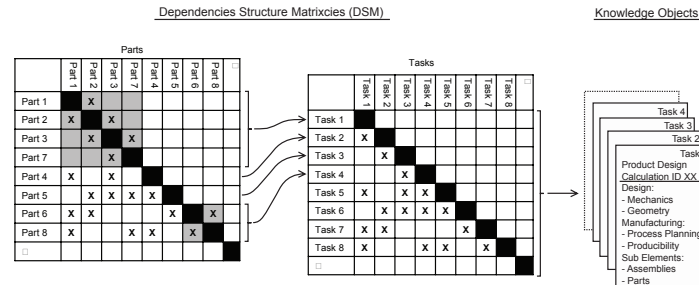 Dependencies Structure Matrixcies (DSM)
Knowledge Objects
Parts
Part 1 Part 2 Part 3 Part 7 Part 4 Part 5 Part 6 Part 8
Part 1 X
Part 2 X X
Part 3 X X
Part 7 X
Part 4 X X
Part 5 X X X X
Part 6 X X X X
Part 8 X X X X
Tasks
Task 1 Task 2 Task 3 Task 4 Task 5 Task 6 Task 7 Task 8
Task 1
Task 2 X
Task 3 X
Task 4 X
Task 5 X X X
Task 6 X X X X
Task 7 X X X
Task 8 X X X X X
Task 4
Task 3
Task 2
Task
Product Design
Calculation ID XX
Design:
- Mechanics
- Geometry
Manufacturing:
- Process Planning
- Producibility
Sub Elements:
- Assemblies
- Parts